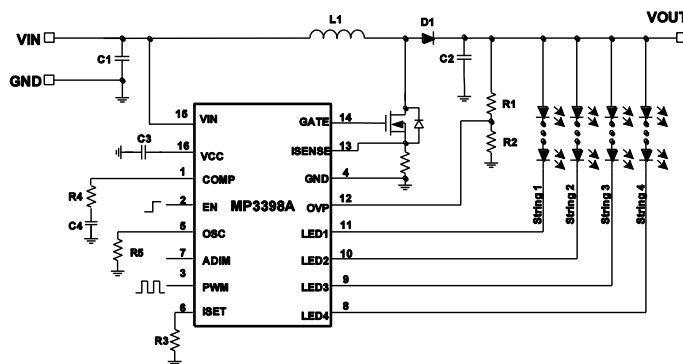 L1
D1
VOUT
VIN
C1
C2
GND
R1
R2
15
VIN
GATE
14
C3
16
VCC
ISENSE
13
1
COMP
GND
4
R4
2
EN
MP3398A
OVP
12
C4
5
OSC
LED1
11
R5
7
ADIM
LED2
10
3
PWM
LED3
9
6
ISET
LED4
8
R3
String 1
String 2
String 3
String 4